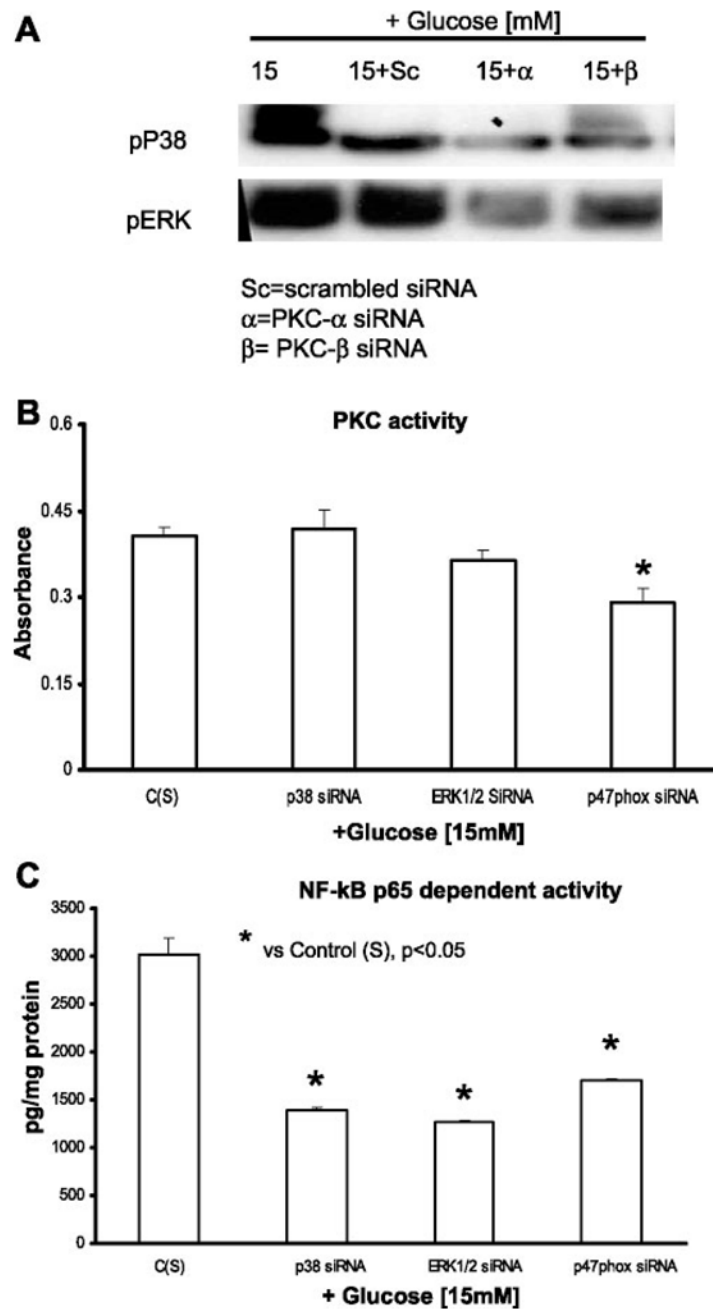 A
+ Glucose [mM]
15 15+Sc 15+α 15+β
pP38
pERK
Sc=scrambled siRNA
α=PKC-α siRNA
β= PKC-β siRNA
B
PKC activity
0.6
0.45
0.3
0.15
0
Absorbance
*
C(S) p38 siRNA ERK1/2 SiRNA p47phox siRNA
+Glucose [15mM]
C
NF-kB p65 dependent activity
3500
3000
2500
2000
1500
1000
500
0
pg/mg protein
* vs Control (S), p<0.05
* * *
C(S) p38 siRNA ERK1/2 siRNA p47phox siRNA
+ Glucose [15mM]